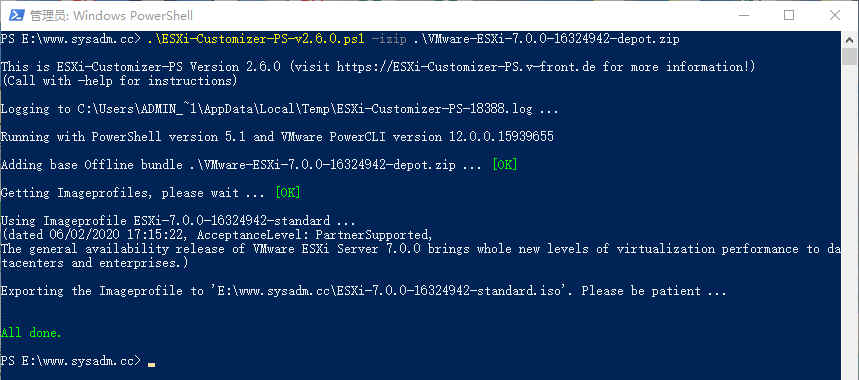 管理员: Windows PowerShell
PS E:\www.sysadm.cc> .\ESXi-Customizer-PS-v2.6.0.ps1 -izip .\VMware-ESXi-7.0.0-16324942-depot.zip
This is ESXi-Customizer-PS Version 2.6.0 (visit https://ESXi-Customizer-PS.v-front.de for more information!)
(Call with -help for instructions)
Logging to C:\Users\ADMIN_~1\AppData\Local\Temp\ESXi-Customizer-PS-18388.log ...
Running with PowerShell version 5.1 and VMware PowerCLI version 12.0.0.15939655
Adding base Offline bundle .\VMware-ESXi-7.0.0-16324942-depot.zip ... [OK]
Getting Imageprofiles, please wait ... [OK]
Using Imageprofile ESXi-7.0.0-16324942-standard ...
(dated 06/02/2020 17:15:22, AcceptanceLevel: PartnerSupported,
The general availability release of VMware ESXi Server 7.0.0 brings whole new levels of virtualization performance to da
tacenters and enterprises.)
Exporting the Imageprofile to 'E:\www.sysadm.cc\ESXi-7.0.0-16324942-standard.iso'. Please be patient ...
All done.
PS E:\www.sysadm.cc>